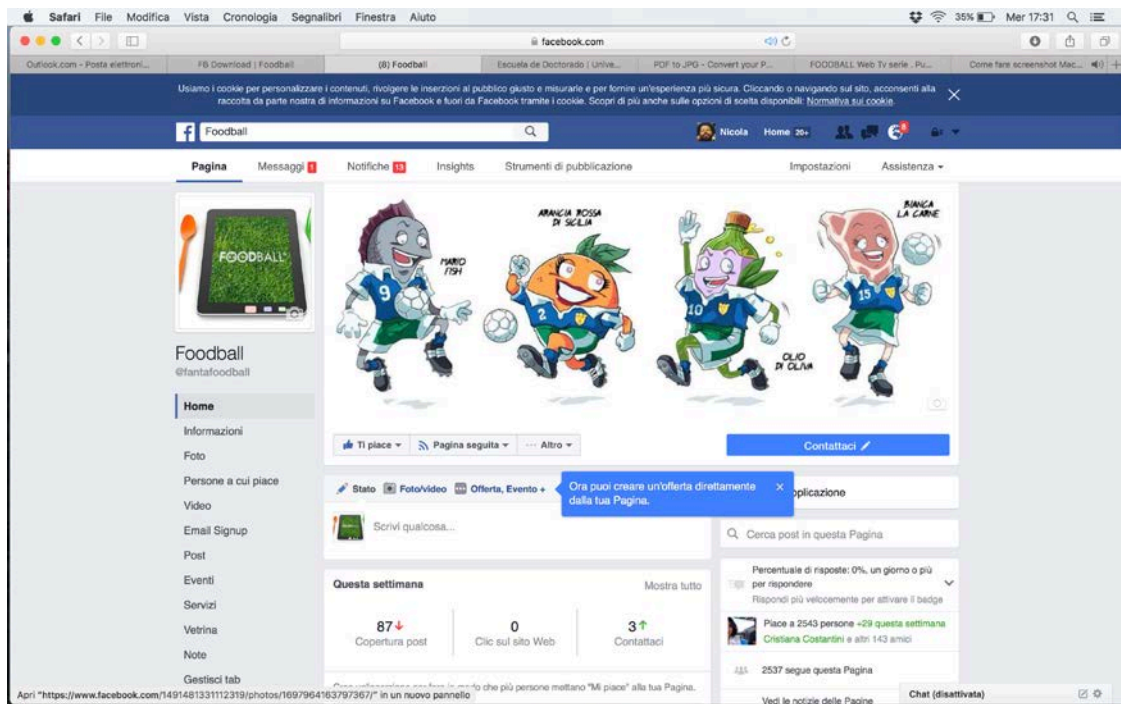 Safari File Modifica Vista Cronologia Segnalibri Finestra Aiuto 35% Mer 17:31
facebook.com
Outlook.com - Posta elettroni... FB Download | Foodball (8) Foodball Escuela de Doctorado | Unive... PDF to JPG - Convert your P... FOODBALL Web Tv serie . Pu... Come fare screenshot Mac...
Usiamo i cookie per personalizzare i contenuti, rivolgere le inserzioni al pubblico giusto e misurarle e per fornire un'esperienza più sicura. Cliccando o navigando sul sito, acconsenti alla
raccolta da parte nostra di informazioni su Facebook e fuori da Facebook tramite i cookie. Scopri di più anche sulle opzioni di scelta disponibili: Normativa sui cookie.
f Foodball Nicola Home 20+ 8
Pagina Messaggi 1 Notifiche 13 Insights Strumenti di pubblicazione Impostazioni Assistenza
FOODBALL
MARIO
FISH
9
ARANCIA ROSSA
DI SICILIA
2
10
OLIO
DI OLIVA
BIANCA
LA CARNE
15
Foodball
@fantafoodball
Home
Informazioni
Foto
Persone a cui piace
Video
Email Signup
Post
Eventi
Servizi
Vetrina
Note
Gestisci tab
Ti piace Pagina seguita ... Altro Contattaci
Stato Foto/video Offerta, Evento +
Ora puoi creare un'offerta direttamente
dalla tua Pagina.
Scrivi qualcosa...
Questa settimana Mostra tutto
87 0 3
Copertura post Clic sul sito Web Contattaci
che più persone mettano "Mi piace" alla tua Pagina.
Cerca post in questa Pagina
Percentuale di risposte: 0%, un giorno o più
per rispondere
Rispondi più velocemente per attivare il badge
Piace a 2543 persone +29 questa settimana
Cristiana Costantini e altri 143 amici
2537 segue questa Pagina
Vedi le notizie delle Pagine
Chat (disattivata)
Apri "https://www.facebook.com/1491481331112319/photos/1697964163797367/" in un nuovo pannello